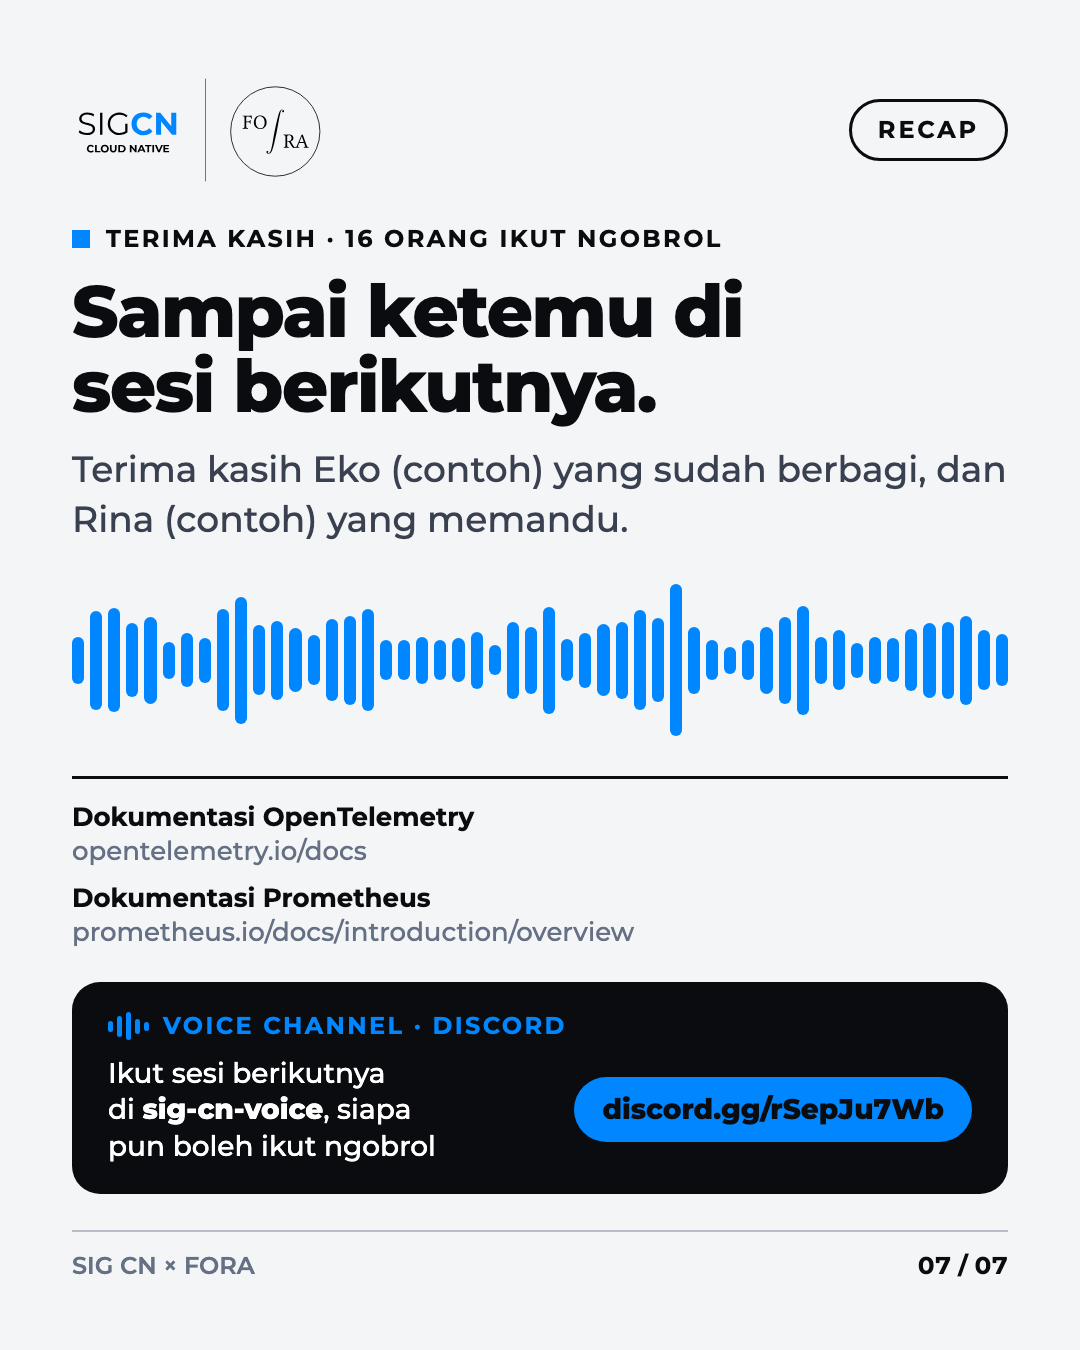 SIGCN
CLOUD NATIVE
FO RA
RECAP
TERIMA KASIH · 16 ORANG IKUT NGOBROL
Sampai ketemu di
sesi berikutnya.
Terima kasih Eko (contoh) yang sudah berbagi, dan
Rina (contoh) yang memandu.
Dokumentasi OpenTelemetry
opentelemetry.io/docs
Dokumentasi Prometheus
prometheus.io/docs/introduction/overview
VOICE CHANNEL · DISCORD
Ikut sesi berikutnya
di sig-cn-voice, siapa
pun boleh ikut ngobrol
discord.gg/rSepJu7Wb
SIG CN × FORA
07 / 07